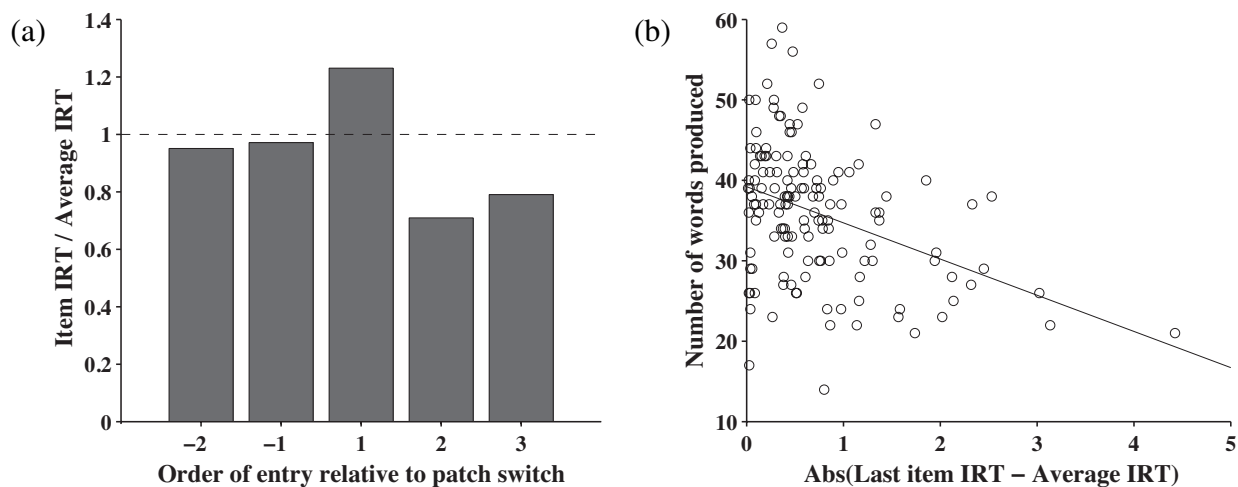 (a)
Item IRT / Average IRT
1.4
1.2
1
0.8
0.6
0.4
0.2
0
−2 −1 1 2 3
Order of entry relative to patch switch
(b)
Number of words produced
60
50
40
30
20
10
0 1 2 3 4 5
Abs(Last item IRT − Average IRT)